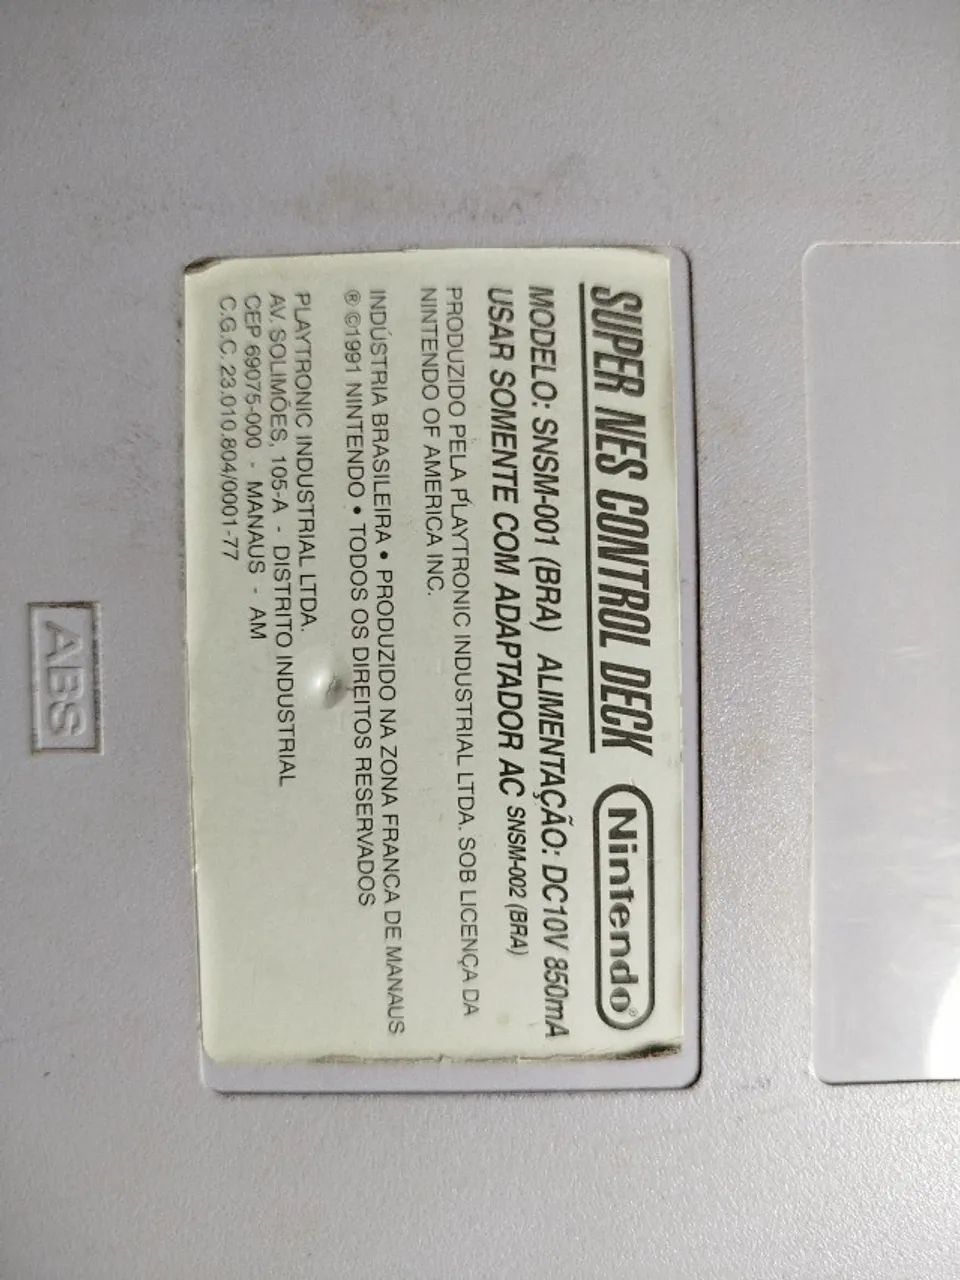 SUPER NES CONTROL DECK Nintendo®
MODELO: SNSM-001 (BRA) ALIMENTAÇÃO: DC10V 850mA
USAR SOMENTE COM ADAPTADOR AC SNSM-002 (BRA)
PRODUZIDO PELA PLAYTRONIC INDUSTRIAL LTDA. SOB LICENÇA DA
NINTENDO OF AMERICA INC.
INDÚSTRIA BRASILEIRA • PRODUZIDO NA ZONA FRANCA DE MANAUS
® ©1991 NINTENDO • TODOS OS DIREITOS RESERVADOS
PLAYTRONIC INDUSTRIAL LTDA.
AV. SOLIMÕES, 105-A - DISTRITO INDUSTRIAL
CEP 69075-000 - MANAUS - AM
C.G.C. 23.010.804/0001-77
ABS